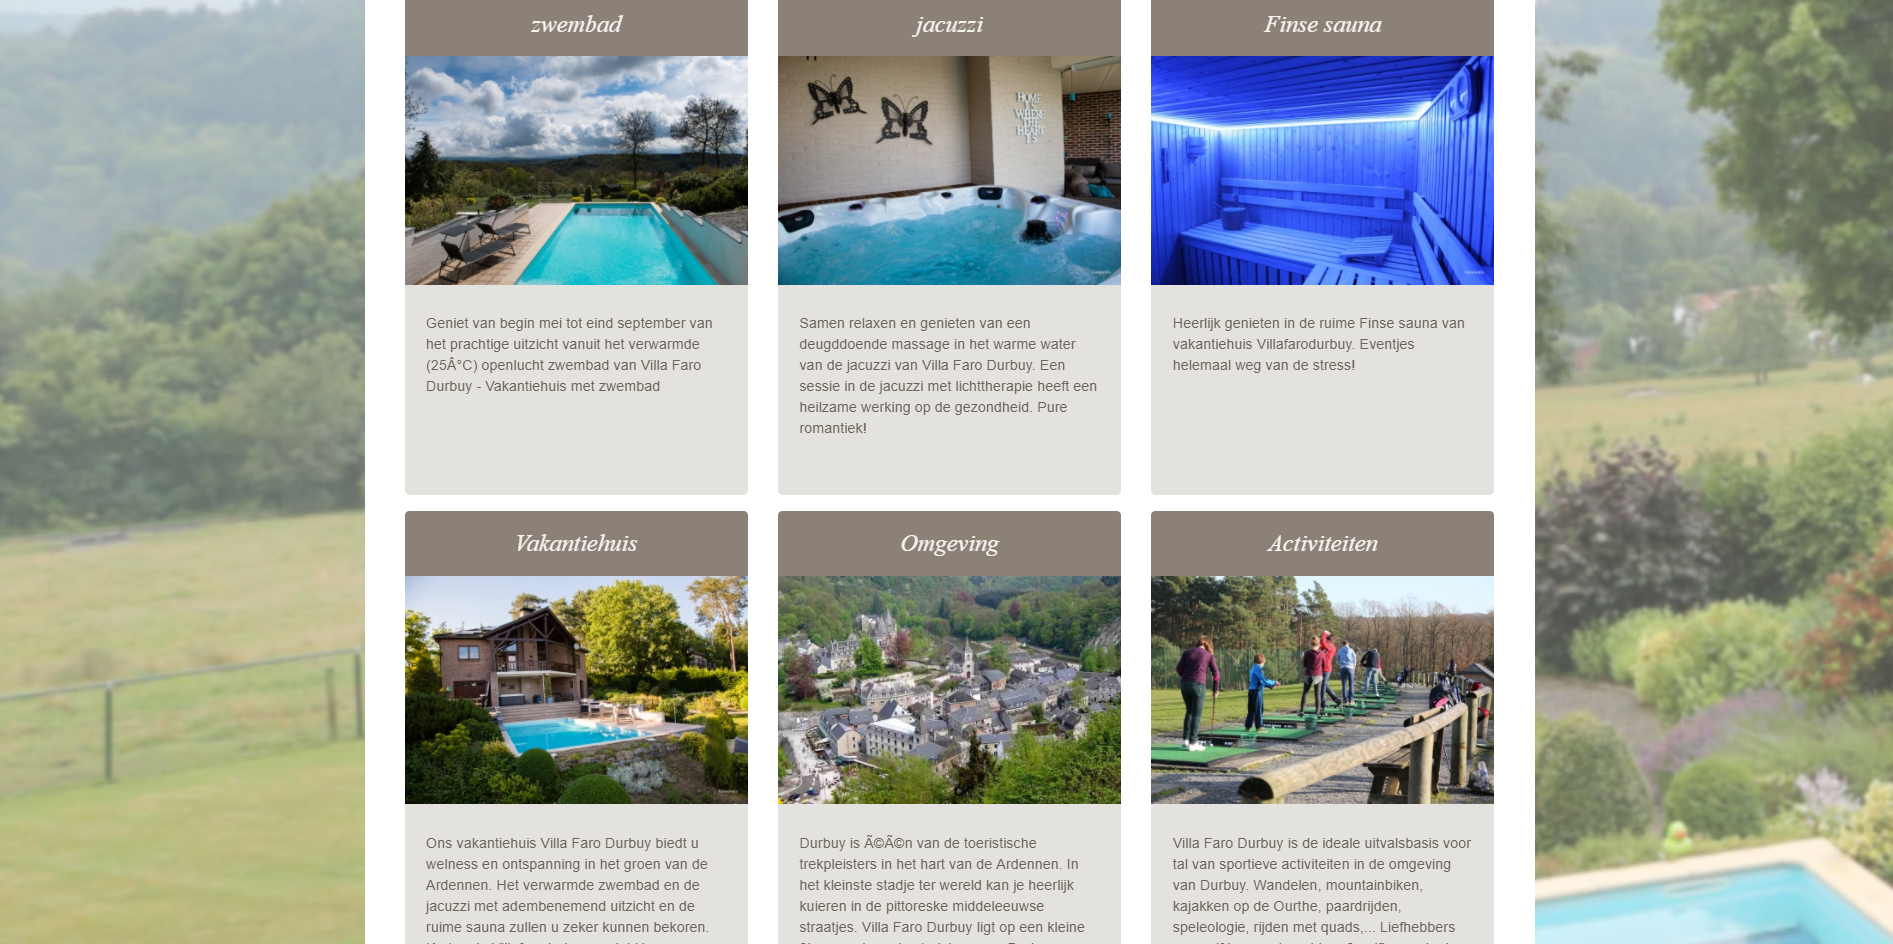 zwembad
jacuzzi
Finse sauna
HOME
IS
WHERE
THE
HEART
IS
Geniet van begin mei tot eind september van
het prachtige uitzicht vanuit het verwarmde
(25Â°C) openlucht zwembad van Villa Faro
Durbuy - Vakantiehuis met zwembad
Samen relaxen en genieten van een
deugddoende massage in het warme water
van de jacuzzi van Villa Faro Durbuy. Een
sessie in de jacuzzi met lichttherapie heeft een
heilzame werking op de gezondheid. Pure
romantiek!
Heerlijk genieten in de ruime Finse sauna van
vakantiehuis Villafarodurbuy. Eventjes
helemaal weg van de stress!
Vakantiehuis
Omgeving
Activiteiten
Ons vakantiehuis Villa Faro Durbuy biedt u
welness en ontspanning in het groen van de
Ardennen. Het verwarmde zwembad en de
jacuzzi met adembenemend uitzicht en de
ruime sauna zullen u zeker kunnen bekoren.
Durbuy is Ã©Ã©n van de toeristische
trekpleisters in het hart van de Ardennen. In
het kleinste stadje ter wereld kan je heerlijk
kuieren in de pittoreske middeleeuwse
straatjes. Villa Faro Durbuy ligt op een kleine
Villa Faro Durbuy is de ideale uitvalsbasis voor
tal van sportieve activiteiten in de omgeving
van Durbuy. Wandelen, mountainbiken,
kajakken op de Ourthe, paardrijden,
speleologie, rijden met quads,... Liefhebbers